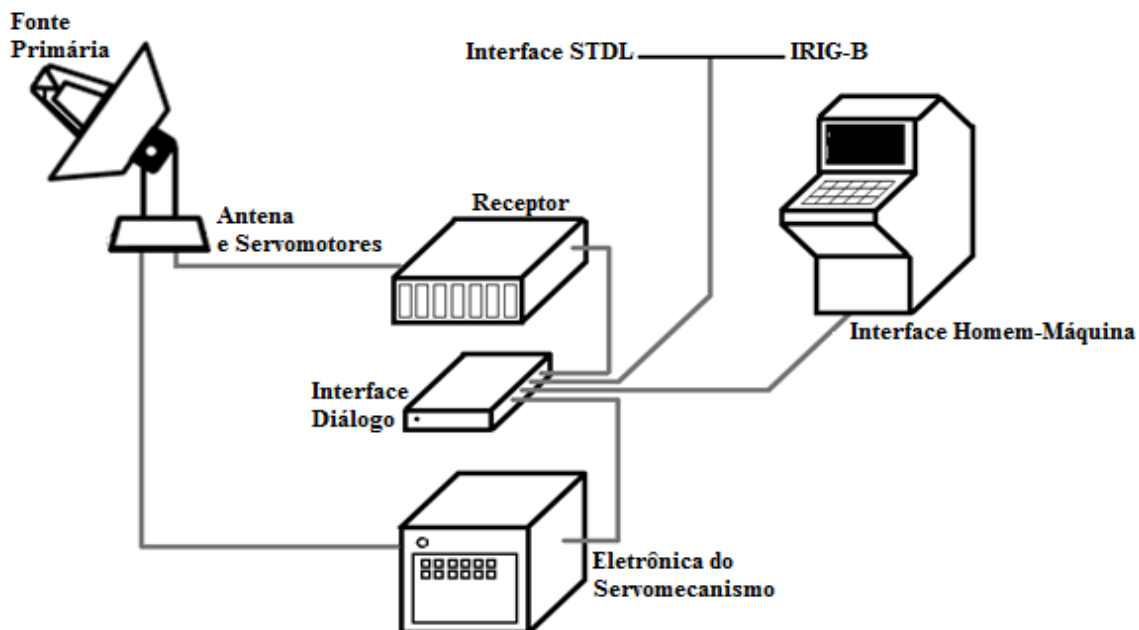 Fonte
Primária
Interface STDL
IRIG-B
Receptor
Antena
e Servomotores
Interface Homem-Máquina
Interface
Diálogo
Eletrônica do
Servomecanismo